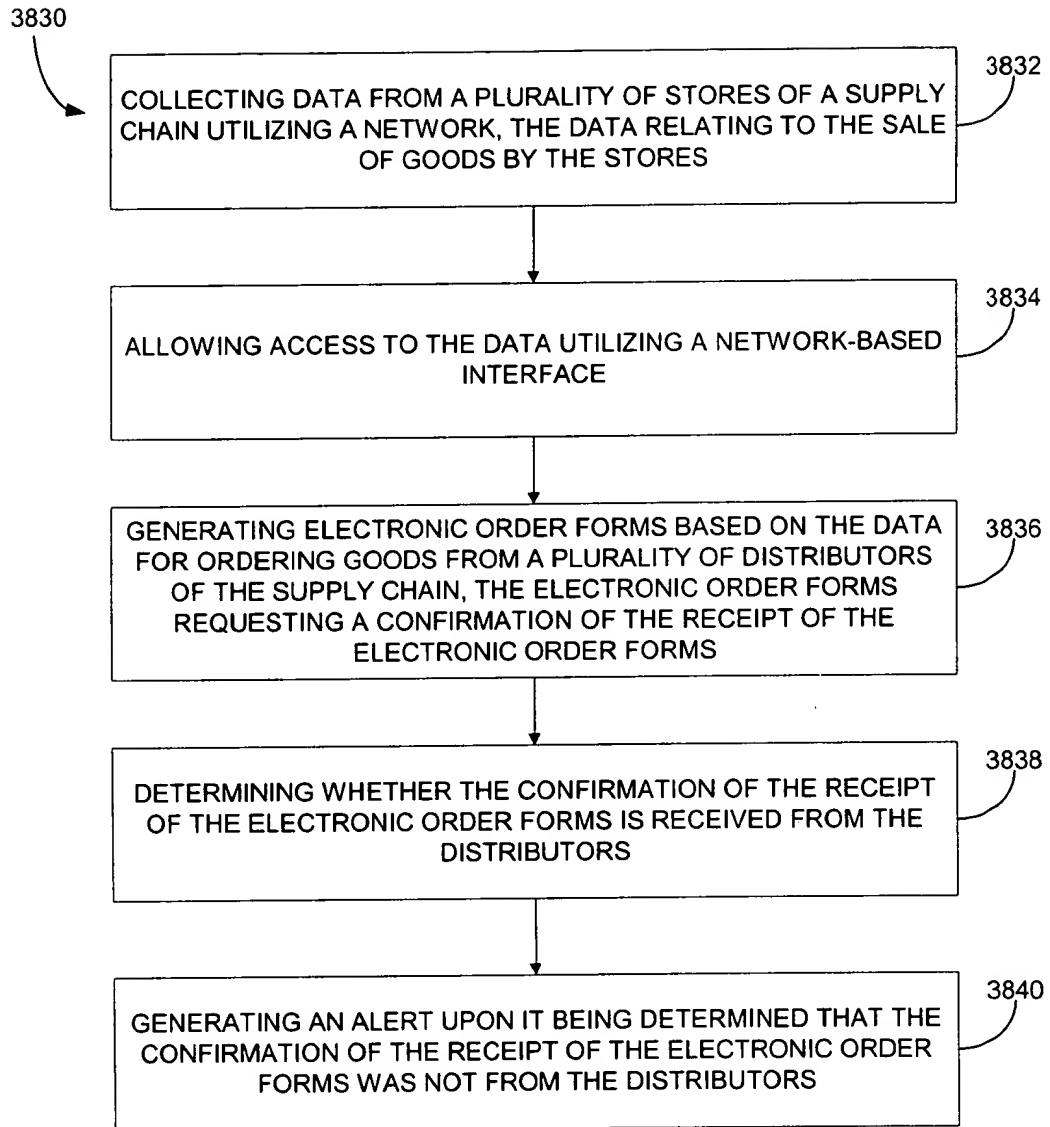 3830
3832
COLLECTING DATA FROM A PLURALITY OF STORES OF A SUPPLY
CHAIN UTILIZING A NETWORK, THE DATA RELATING TO THE SALE
OF GOODS BY THE STORES
3834
ALLOWING ACCESS TO THE DATA UTILIZING A NETWORK-BASED
INTERFACE
3836
GENERATING ELECTRONIC ORDER FORMS BASED ON THE DATA
FOR ORDERING GOODS FROM A PLURALITY OF DISTRIBUTORS
OF THE SUPPLY CHAIN, THE ELECTRONIC ORDER FORMS
REQUESTING A CONFIRMATION OF THE RECEIPT OF THE
ELECTRONIC ORDER FORMS
3838
DETERMINING WHETHER THE CONFIRMATION OF THE RECEIPT
OF THE ELECTRONIC ORDER FORMS IS RECEIVED FROM THE
DISTRIBUTORS
3840
GENERATING AN ALERT UPON IT BEING DETERMINED THAT THE
CONFIRMATION OF THE RECEIPT OF THE ELECTRONIC ORDER
FORMS WAS NOT FROM THE DISTRIBUTORS